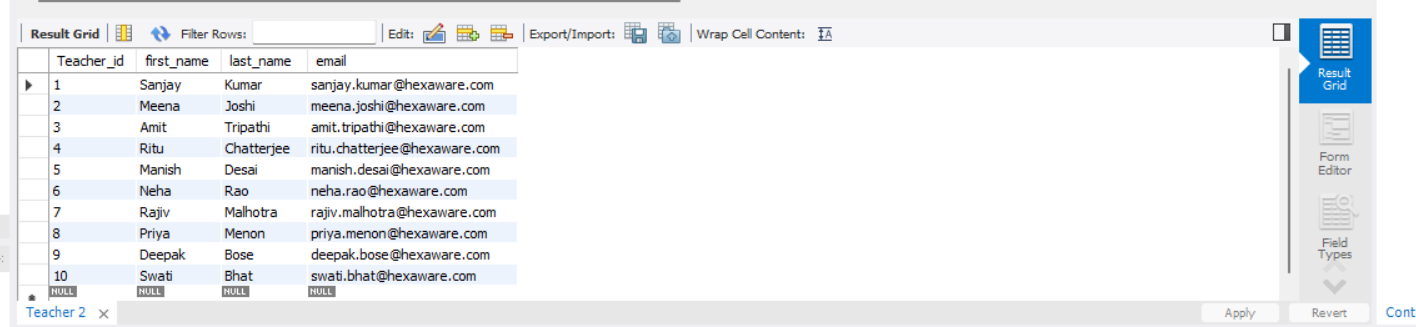 Result Grid Filter Rows: Edit: Export/Import: Wrap Cell Content: IA
Teacher_id first_name last_name email
1 Sanjay Kumar sanjay.kumar@hexaware.com
2 Meena Joshi meena.joshi@hexaware.com
3 Amit Tripathi amit.tripathi@hexaware.com
4 Ritu Chatterjee ritu.chatterjee@hexaware.com
5 Manish Desai manish.desai@hexaware.com
6 Neha Rao neha.rao@hexaware.com
7 Rajiv Malhotra rajiv.malhotra@hexaware.com
8 Priya Menon priya.menon@hexaware.com
9 Deepak Bose deepak.bose@hexaware.com
10 Swati Bhat swati.bhat@hexaware.com
NULL NULL NULL NULL
Result
Grid
Form
Editor
Field
Types
Teacher 2 Apply Revert Cont